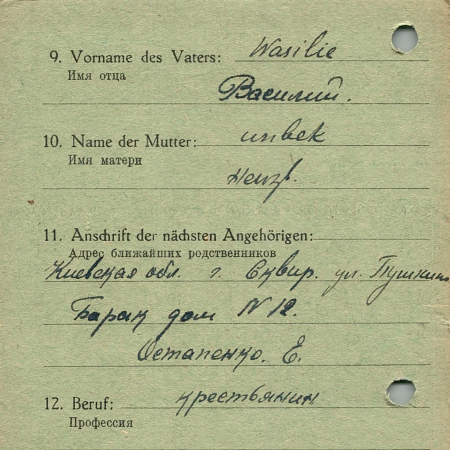 9. Vorname des Vaters: Wasilie
Имя отца
Василий.
10. Name der Mutter: unbek
Имя матери
Неизв.
11. Anschrift der nächsten Angehörigen:
Адрес ближайших родственников
Киевская обл. г. Сквир. ул. Пушкина
Барак дом N 12.
Остапенко. Е.
12. Beruf: крестьянин
Профессия